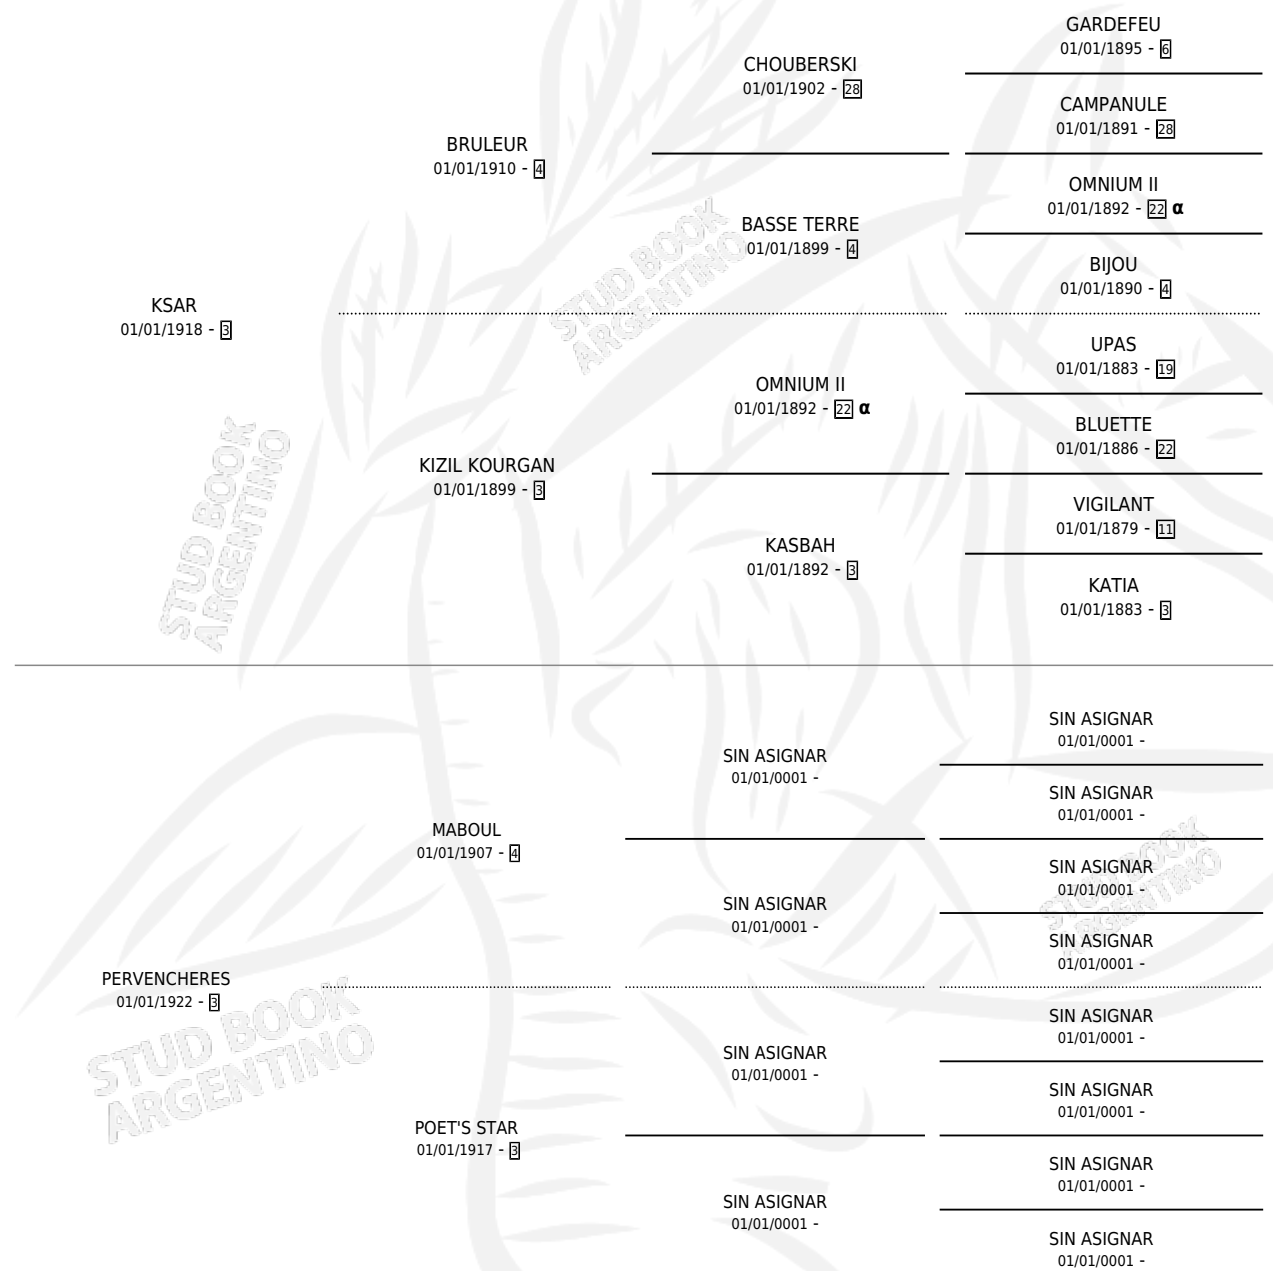 GARDEFEU
01/01/1895 - 6
CHOUBERSKI
01/01/1902 - 28
CAMPANULE
01/01/1891 - 28
BRULEUR
01/01/1910 - 4
OMNIUM II
01/01/1892 - 22 α
BASSE TERRE
01/01/1899 - 4
BIJOU
01/01/1890 - 4
KSAR
01/01/1918 - 3
UPAS
01/01/1883 - 19
OMNIUM II
01/01/1892 - 22 α
BLUETTE
01/01/1886 - 22
KIZIL KOURGAN
01/01/1899 - 3
VIGILANT
01/01/1879 - 11
KASBAH
01/01/1892 - 3
KATIA
01/01/1883 - 3
STUD BOOK
ARGENTINO
STUD BOOK
ARGENTINO
SIN ASIGNAR
01/01/0001 -
SIN ASIGNAR
01/01/0001 -
SIN ASIGNAR
01/01/0001 -
MABOUL
01/01/1907 - 4
SIN ASIGNAR
01/01/0001 -
SIN ASIGNAR
01/01/0001 -
SIN ASIGNAR
01/01/0001 -
PERVENCHERES
01/01/1922 - 3
SIN ASIGNAR
01/01/0001 -
SIN ASIGNAR
01/01/0001 -
SIN ASIGNAR
01/01/0001 -
POET'S STAR
01/01/1917 - 3
SIN ASIGNAR
01/01/0001 -
SIN ASIGNAR
01/01/0001 -
SIN ASIGNAR
01/01/0001 -
STUD BOOK
ARGENTINO
STUD BOOK
ARGENTINO